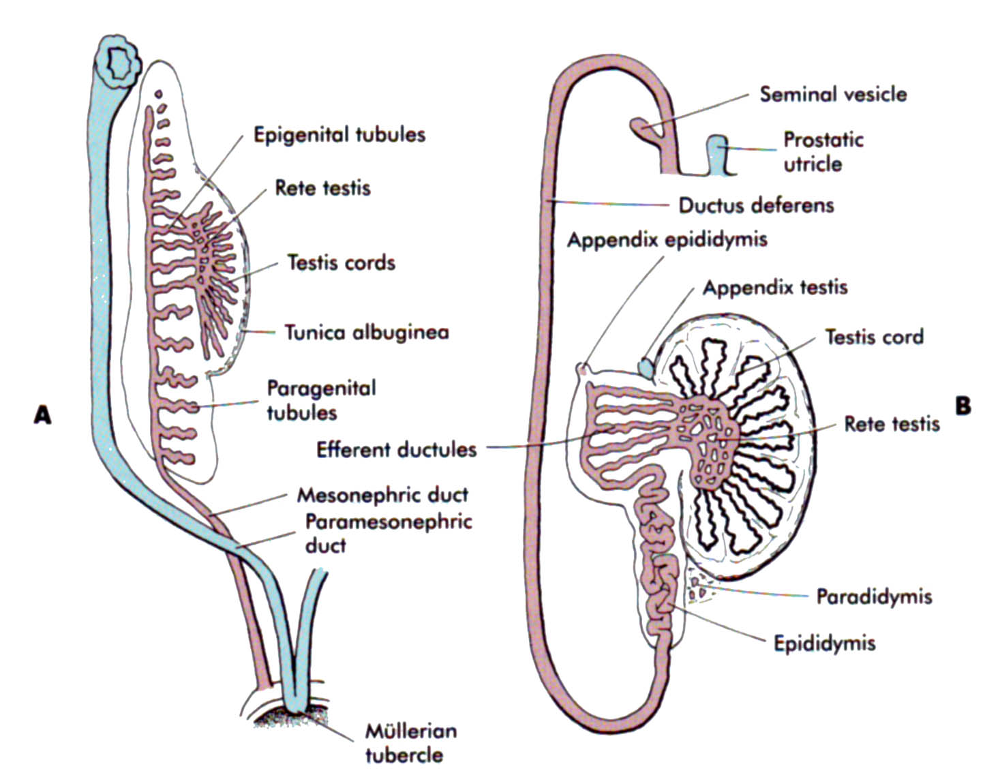 Epigenital tubules
Rete testis
Testis cords
Tunica albuginea
Paragenital
tubules
A
Efferent ductules
Mesonephric duct
Paramesonephric
duct
Müllerian
tubercle
Seminal vesicle
Prostatic
utricle
Ductus deferens
Appendix epididymis
Appendix testis
Testis cord
B
Rete testis
Paradidymis
Epididymis